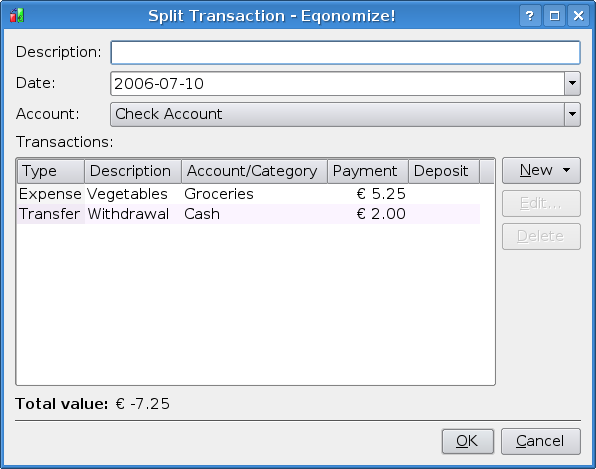 Split Transaction - Eqonomize!
?
Description:
Date: 2006-07-10
Account: Check Account
Transactions:
Type Description Account/Category Payment Deposit
Expense Vegetables Groceries € 5.25
Transfer Withdrawal Cash € 2.00
New
Edit...
Delete
Total value: € -7.25
OK Cancel